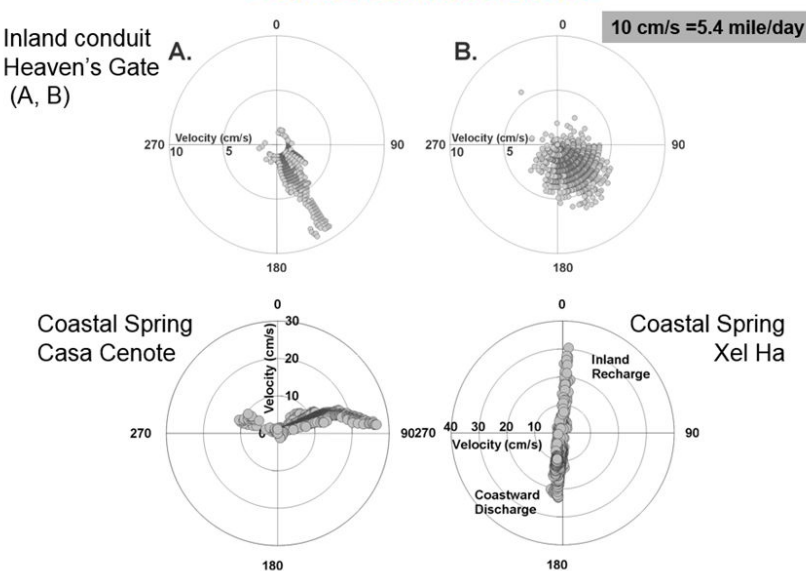 10 cm/s =5.4 mile/day
Inland conduit
Heaven's Gate
(A, B)
A.
0
Velocity (cm/s)
270
10
5
90
180
B.
0
Velocity (cm/s)
270
10
5
90
180
Coastal Spring
Casa Cenote
0
30
20
10
0
Velocity (cm/s)
270
90
180
Coastal Spring
Xel Ha
0
Inland
Recharge
270
40
30
20
10
90
Velocity (cm/s)
Coastward
Discharge
180